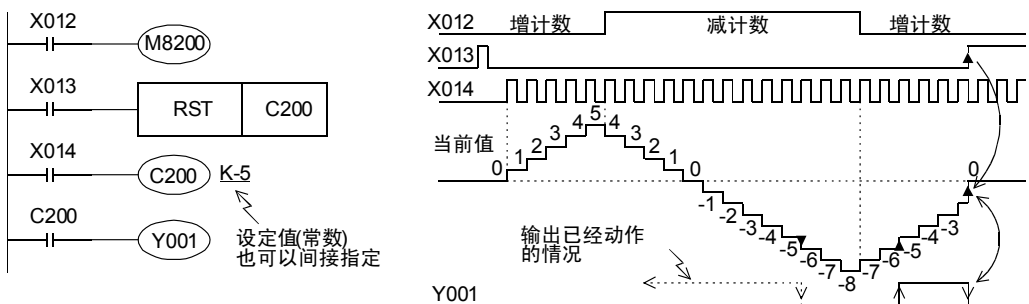 X012
M8200
X013
RST C200
X014
C200 K-5
C200
Y001
设定值(常数)
也可以间接指定
X012 增计数 减计数 增计数
X013
X014
当前值
0 1 2 3 4 5 4 3 2 1 0
-1 -2 -3 -4 -5 -6 -7 -8 -7 -6 -5 -4 -3 0
输出已经动作
的情况
Y001